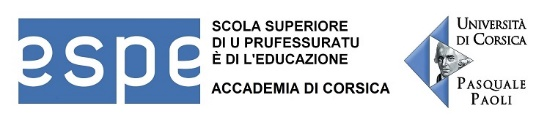 espe
SCOLA SUPERIORE
DI U PRUFESSURATU
È DI L'EDUCAZIONE
ACCADEMIA DI CORSICA
UNIVERSITÀ
DI CORSICA
PASQUALE
PAOLI